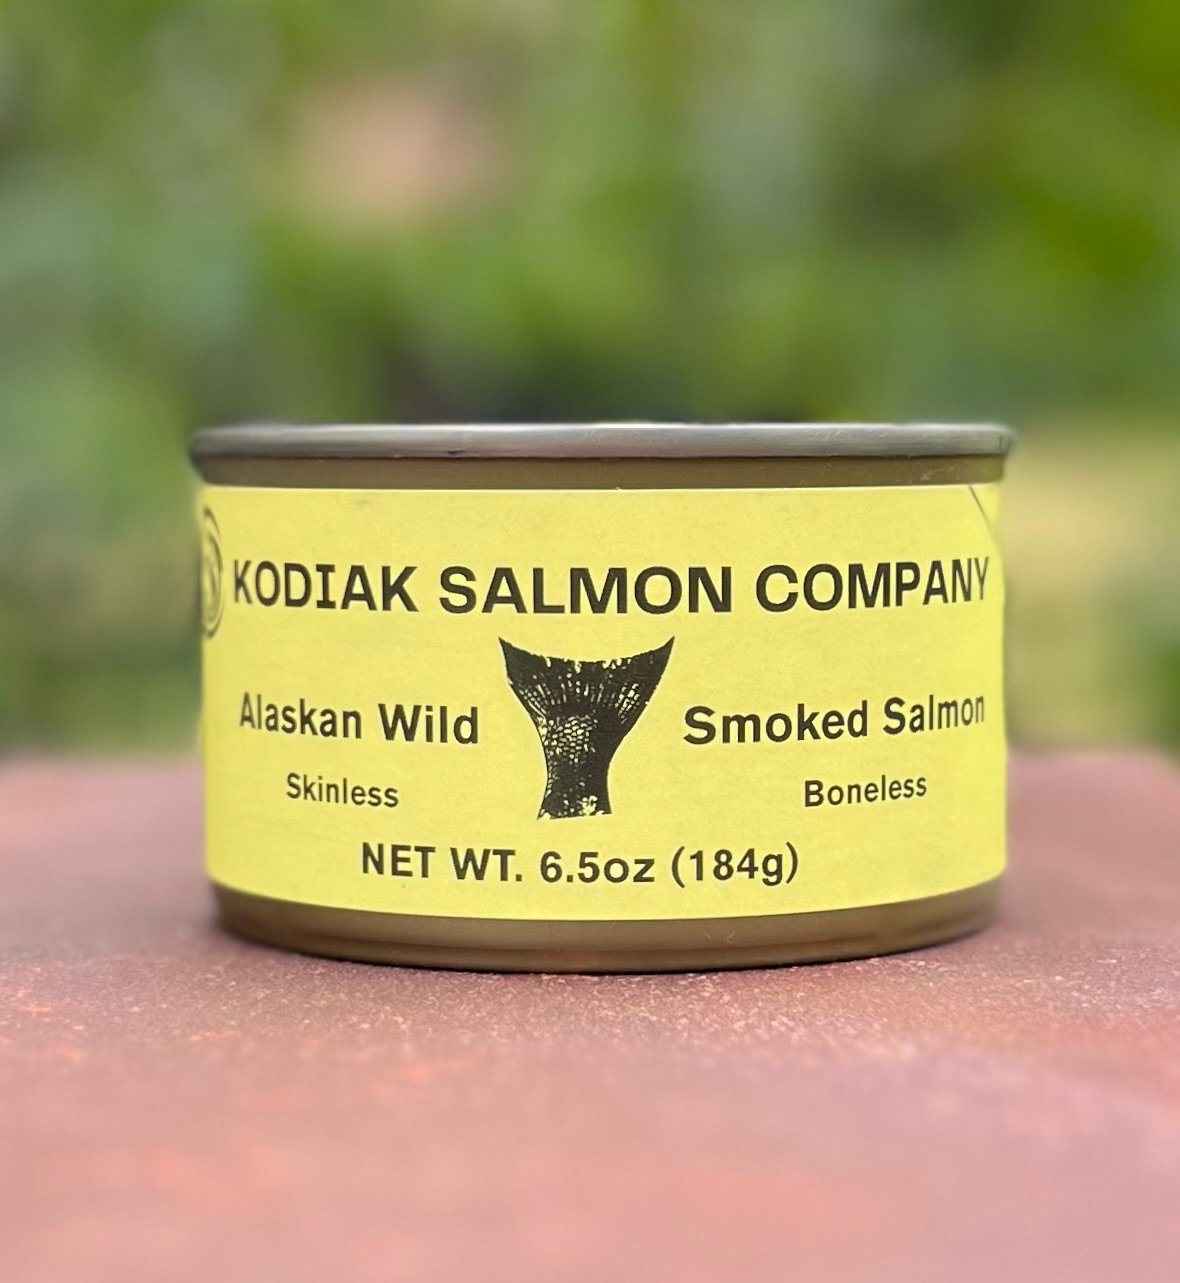 KODIAK SALMON COMPANY
Alaskan Wild Smoked Salmon
Skinless Boneless
NET WT. 6.5oz (184g)